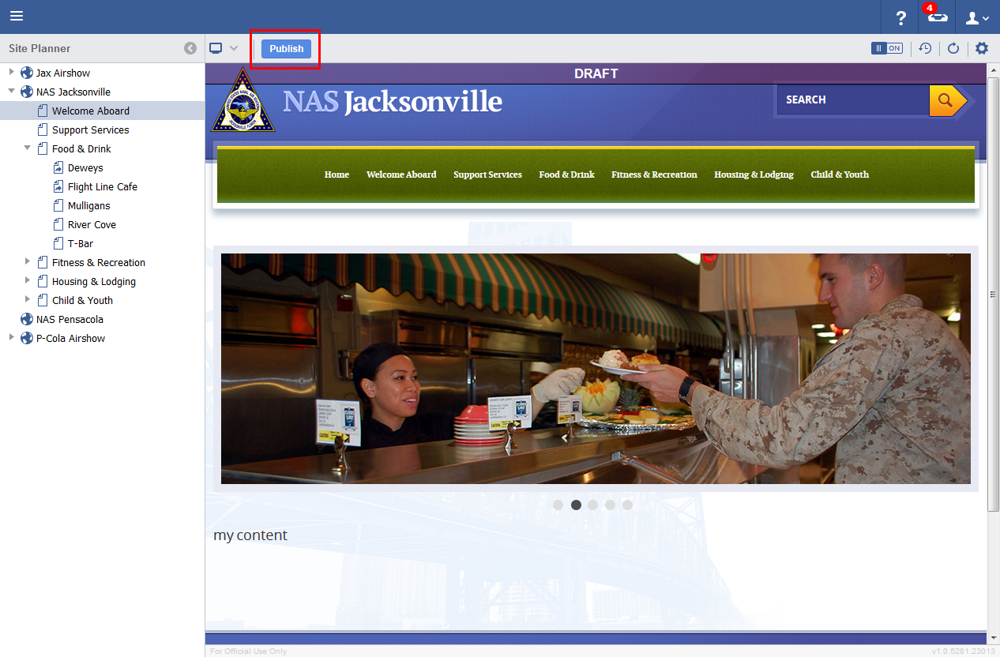 4
Site Planner
Publish
ON
Jax Airshow
NAS Jacksonville
Welcome Aboard
Support Services
Food & Drink
Deweys
Flight Line Cafe
Mulligans
River Cove
T-Bar
Fitness & Recreation
Housing & Lodging
Child & Youth
NAS Pensacola
P-Cola Airshow
DRAFT
NAS Jacksonville
SEARCH
Home Welcome Aboard Support Services Food & Drink Fitness & Recreation Housing & Lodging Child & Youth
CAUTION
my content
For Official Use Only
v1.0.5281.23013